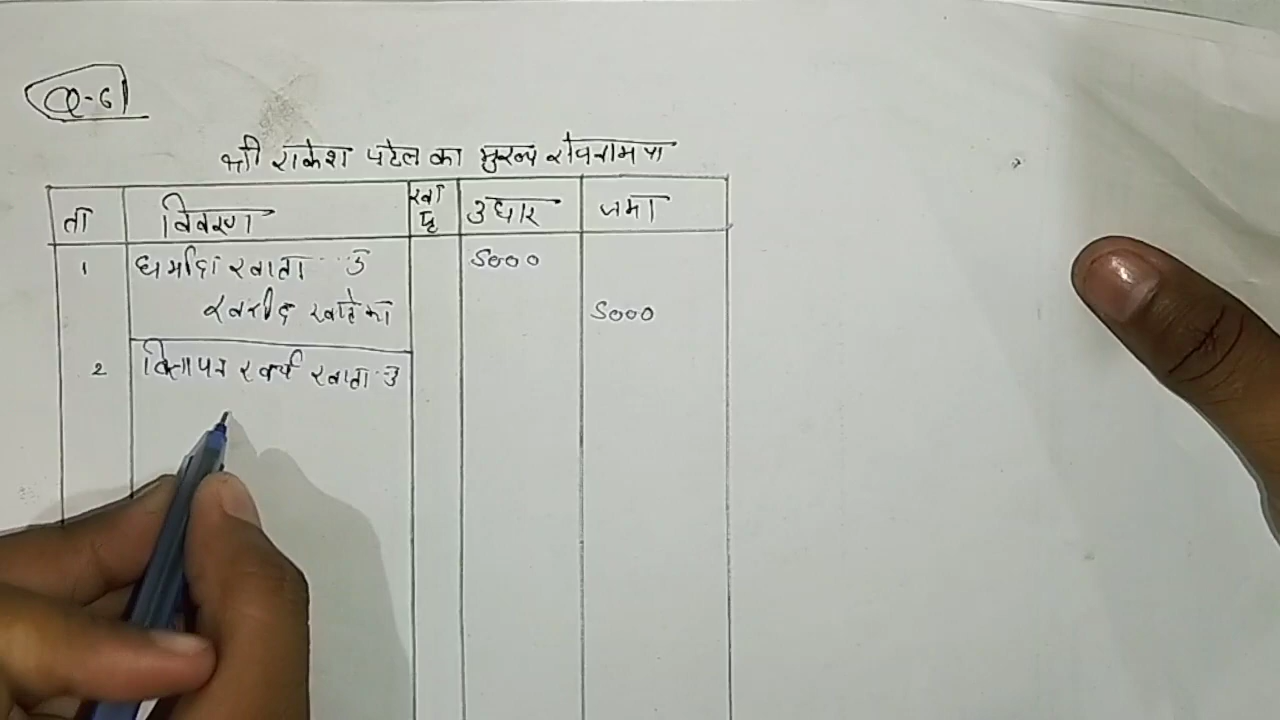 Q-6
श्री राकेश पटेल का मुख्य रोजनामचा
ता विवरण खा पृ उधार जमा
1 धर्मादा खाता ...उ 5000
खरीद खाते का 5000
2 विज्ञापन खर्च खाता ..उ